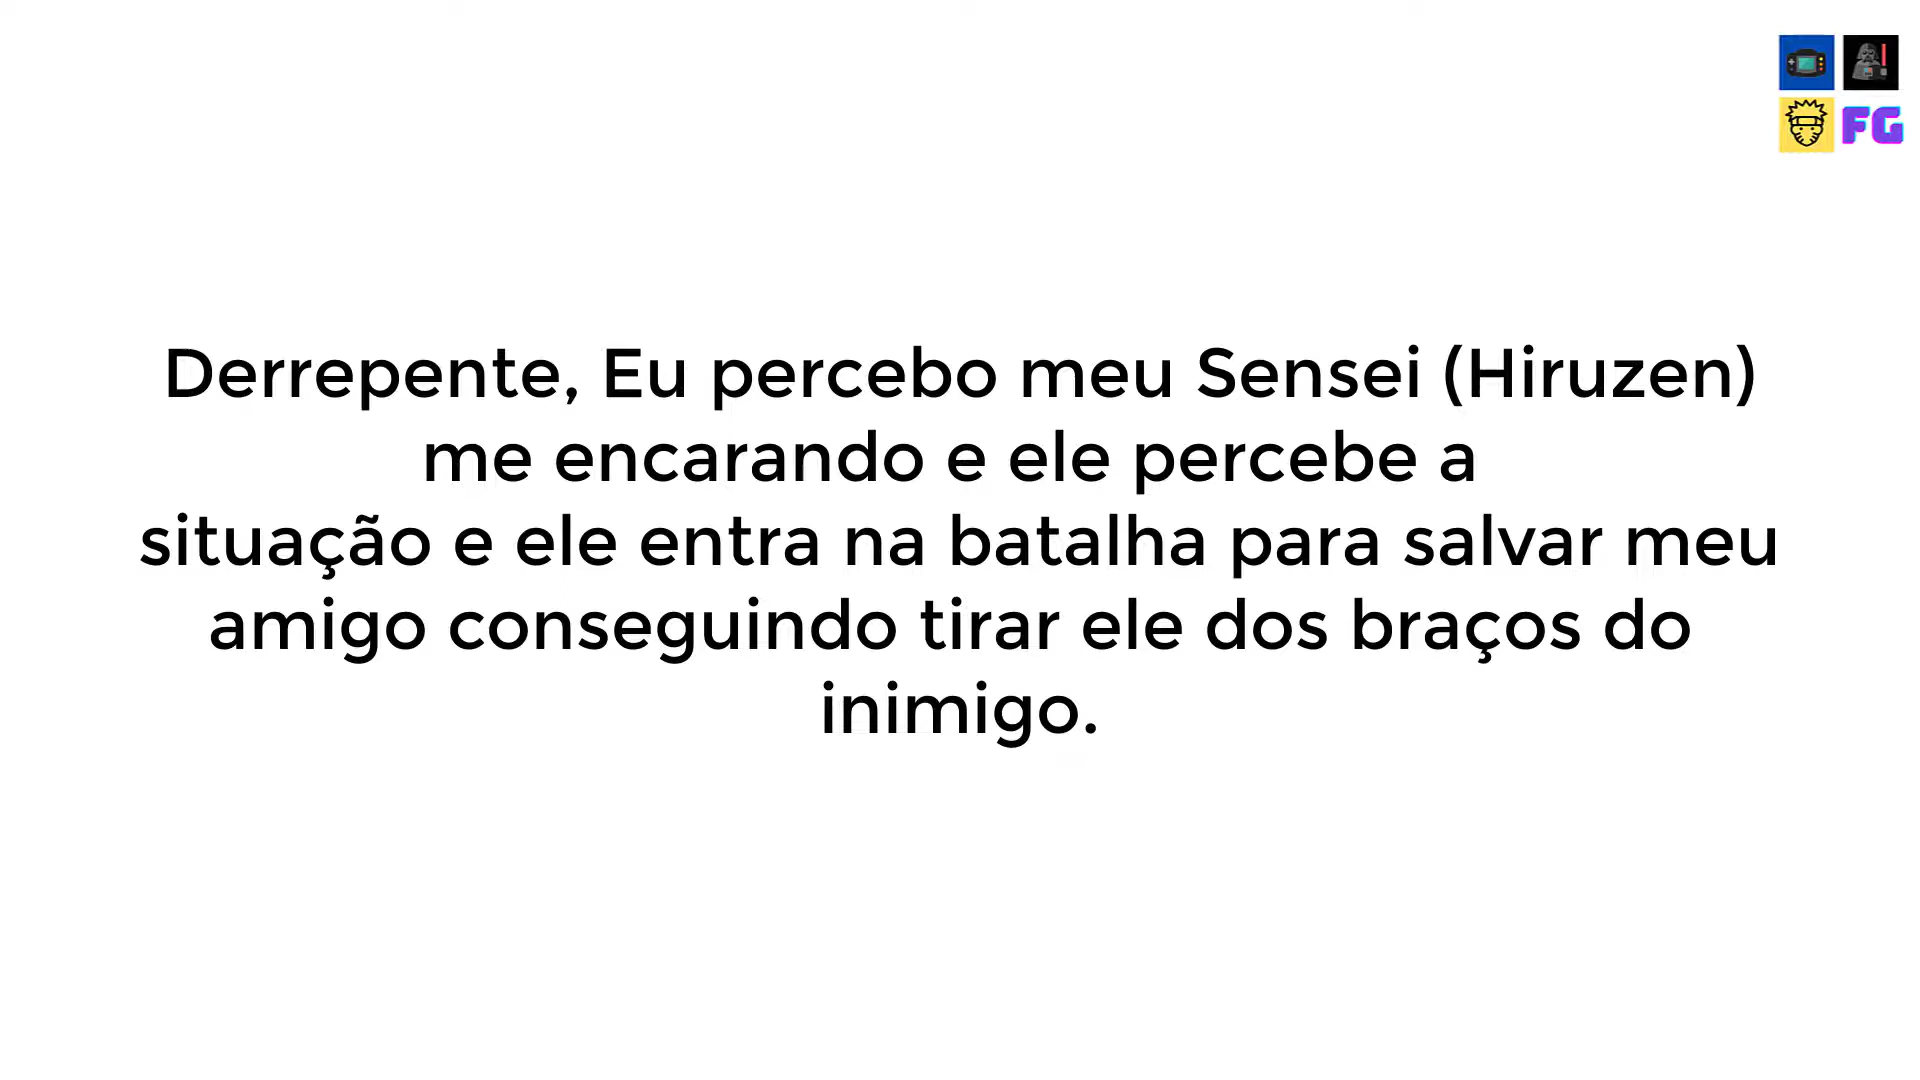 FG
Derrepente, Eu percebo meu Sensei (Hiruzen)
me encarando e ele percebe a
situação e ele entra na batalha para salvar meu
amigo conseguindo tirar ele dos braços do
inimigo.